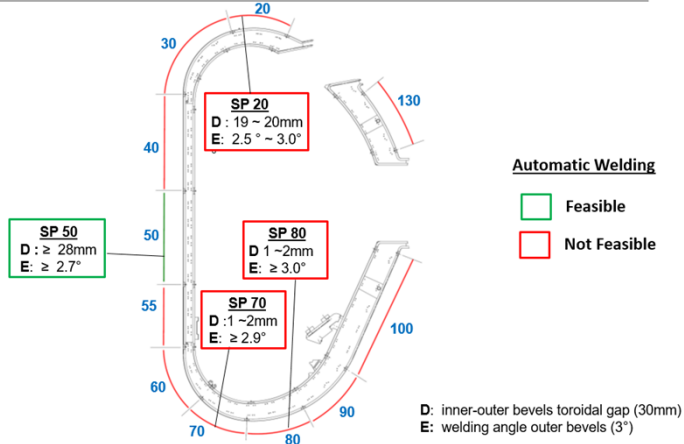 20
30
SP 20
D : 19 ~ 20mm
E: 2.5 ° ~ 3.0°
130
40
Automatic Welding
Feasible
Not Feasible
SP 50
D : ≥ 28mm
E: ≥ 2.7°
50
SP 80
D 1 ~2mm
E: ≥ 3.0°
55
SP 70
D :1 ~2mm
E: ≥ 2.9°
100
60
90
70
80
D: inner-outer bevels toroidal gap (30mm)
E: welding angle outer bevels (3°)